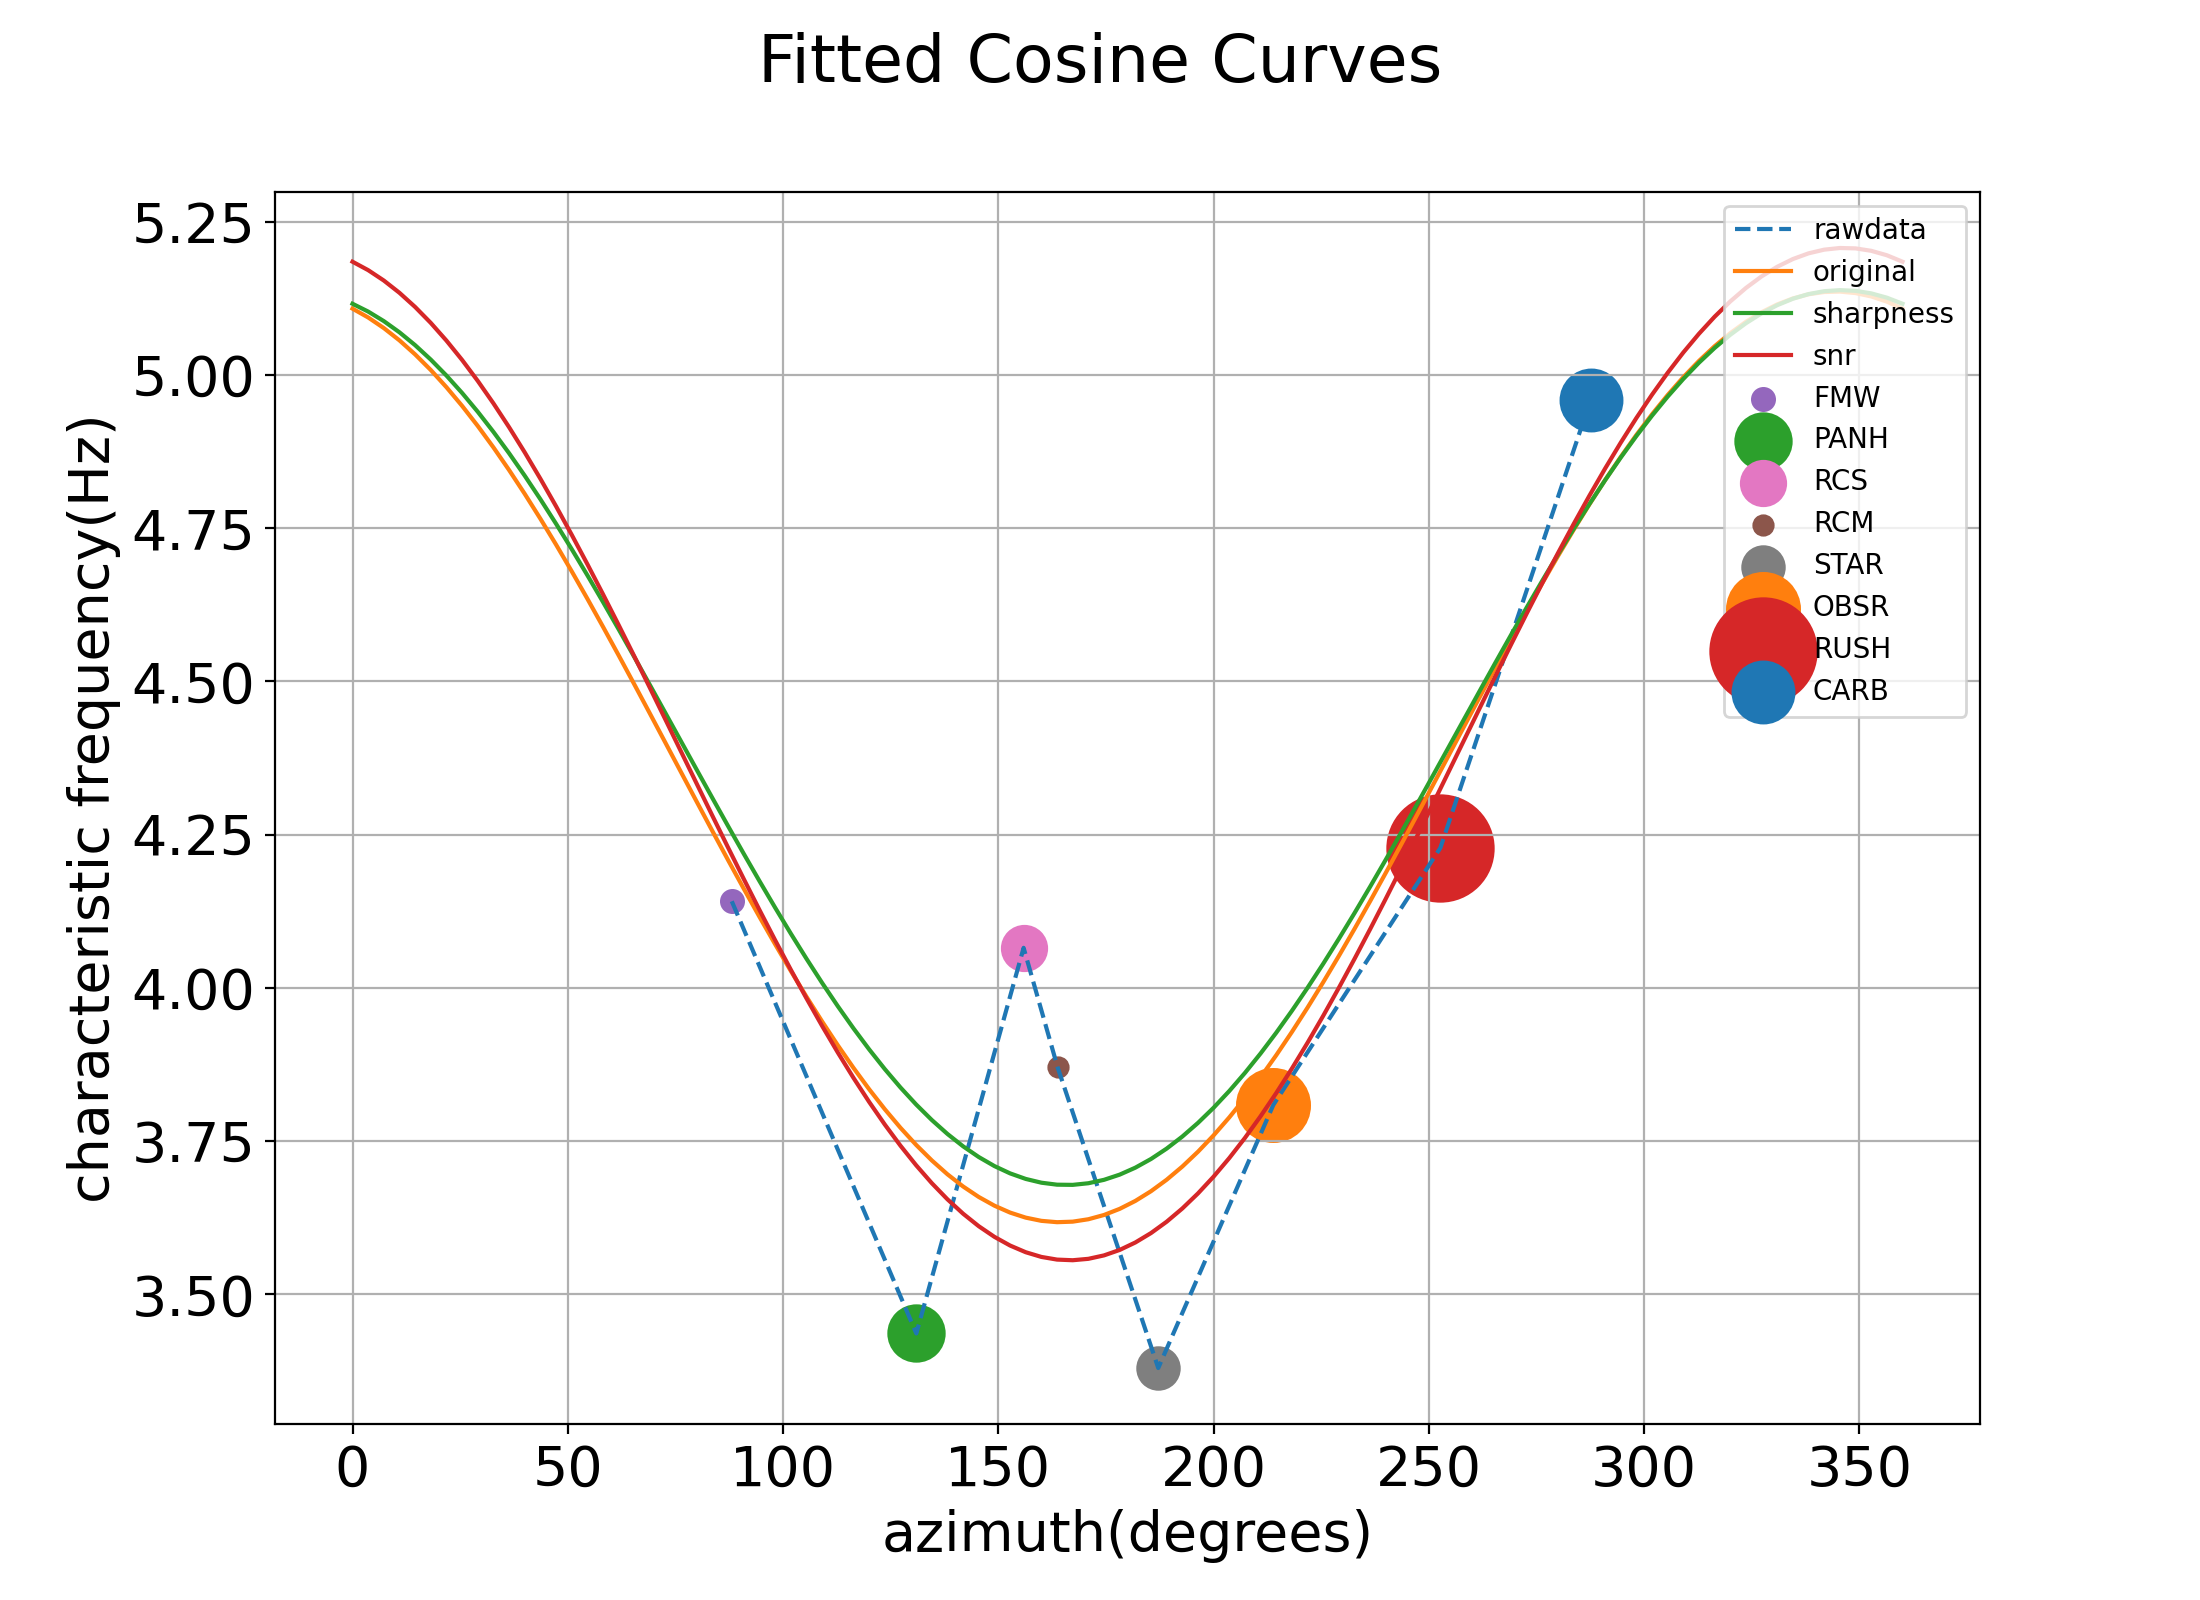 Fitted Cosine Curves
5.25
5.00
4.75
4.50
4.25
4.00
3.75
3.50
characteristic frequency(Hz)
rawdata
original
sharpness
snr
FMW
PANH
RCS
RCM
STAR
OBSR
RUSH
CARB
0 50 100 150 200 250 300 350
azimuth(degrees)